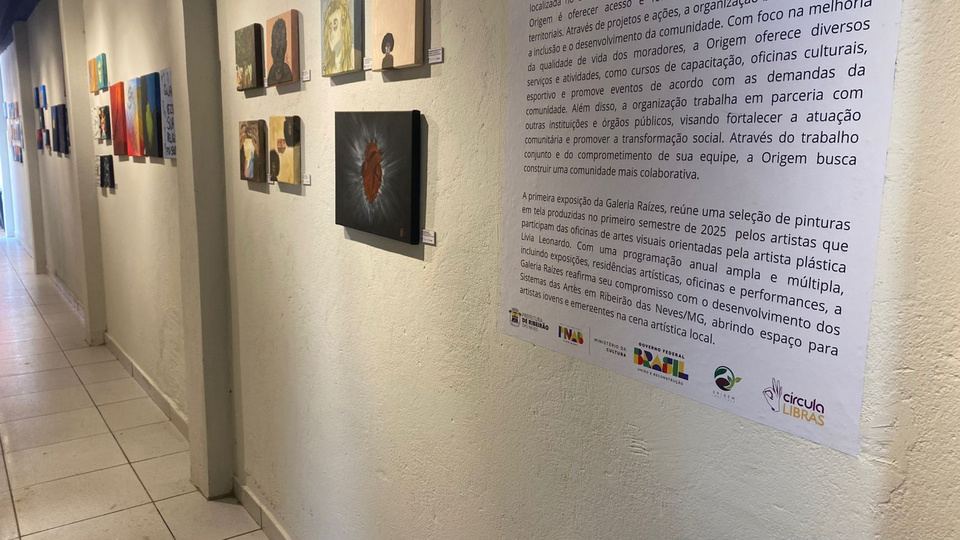 localizada no
Origem é oferecer acesso e
territoriais. Através de projetos e ações, a organização
a inclusão e o desenvolvimento da comunidade. Com foco na melhoria
da qualidade de vida dos moradores, a Origem oferece diversos
serviços e atividades, como cursos de capacitação, oficinas culturais,
esportivo e promove eventos de acordo com as demandas da
comunidade. Além disso, a organização trabalha em parceria com
outras instituições e órgãos públicos, visando fortalecer a atuação
comunitária e promover a transformação social. Através do trabalho
conjunto e do comprometimento de sua equipe, a Origem busca
construir uma comunidade mais colaborativa.
A primeira exposição da Galeria Raízes, reúne uma seleção de pinturas
em tela produzidas no primeiro semestre de 2025 pelos artistas que
participam das oficinas de artes visuais orientadas pela artista plástica
Lívia Leonardo. Com uma programação anual ampla e múltipla,
incluindo exposições, residências artísticas, oficinas e performances, a
Galeria Raízes reafirma seu compromisso com o desenvolvimento dos
Sistemas das Artes em Ribeirão das Neves/MG, abrindo espaço para
artistas jovens e emergentes na cena artística local.
PREFEITURA
DE RIBEIRÃO
DAS NEVES
PNAB
MINISTÉRIO DA
CULTURA
GOVERNO FEDERAL
BRASIL
UNIÃO E RECONSTRUÇÃO
ORIGEM
circula
LIBRAS